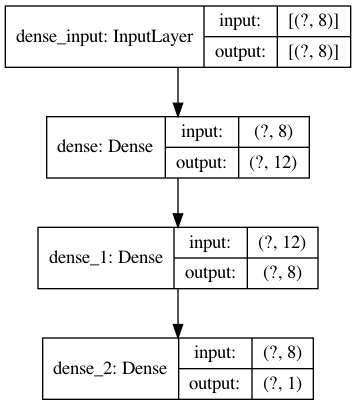 dense_input: InputLayer
input: [(?, 8)]
output: [(?, 8)]
dense: Dense
input: (?, 8)
output: (?, 12)
dense_1: Dense
input: (?, 12)
output: (?, 8)
dense_2: Dense
input: (?, 8)
output: (?, 1)